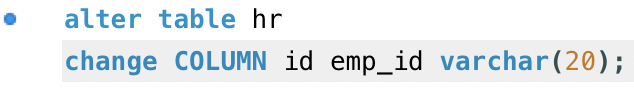 alter table hr
change COLUMN id emp_id varchar(20);